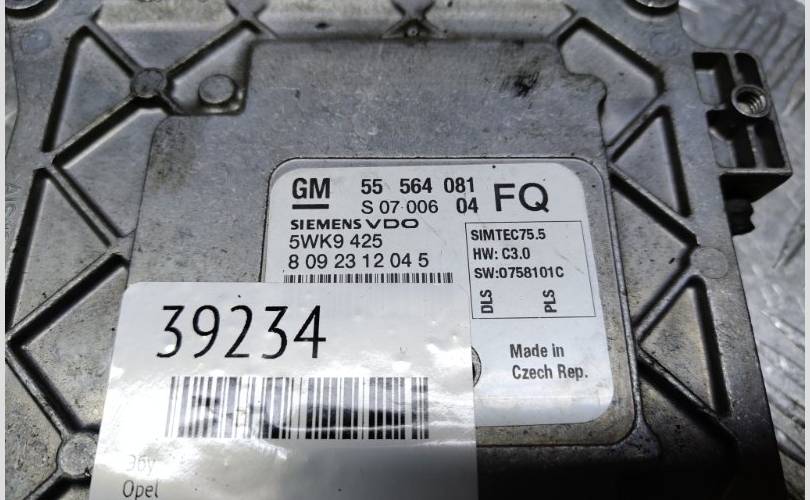 GM 55 564 081 FQ
S 07 006 04
SIEMENS VDO
5WK9 425
8 09 23 12 04 5
SIMTEC75.5
HW: C3.0
SW:0758101C
DLS PLS
Made in
Czech Rep.
39234
Эбу
Opel